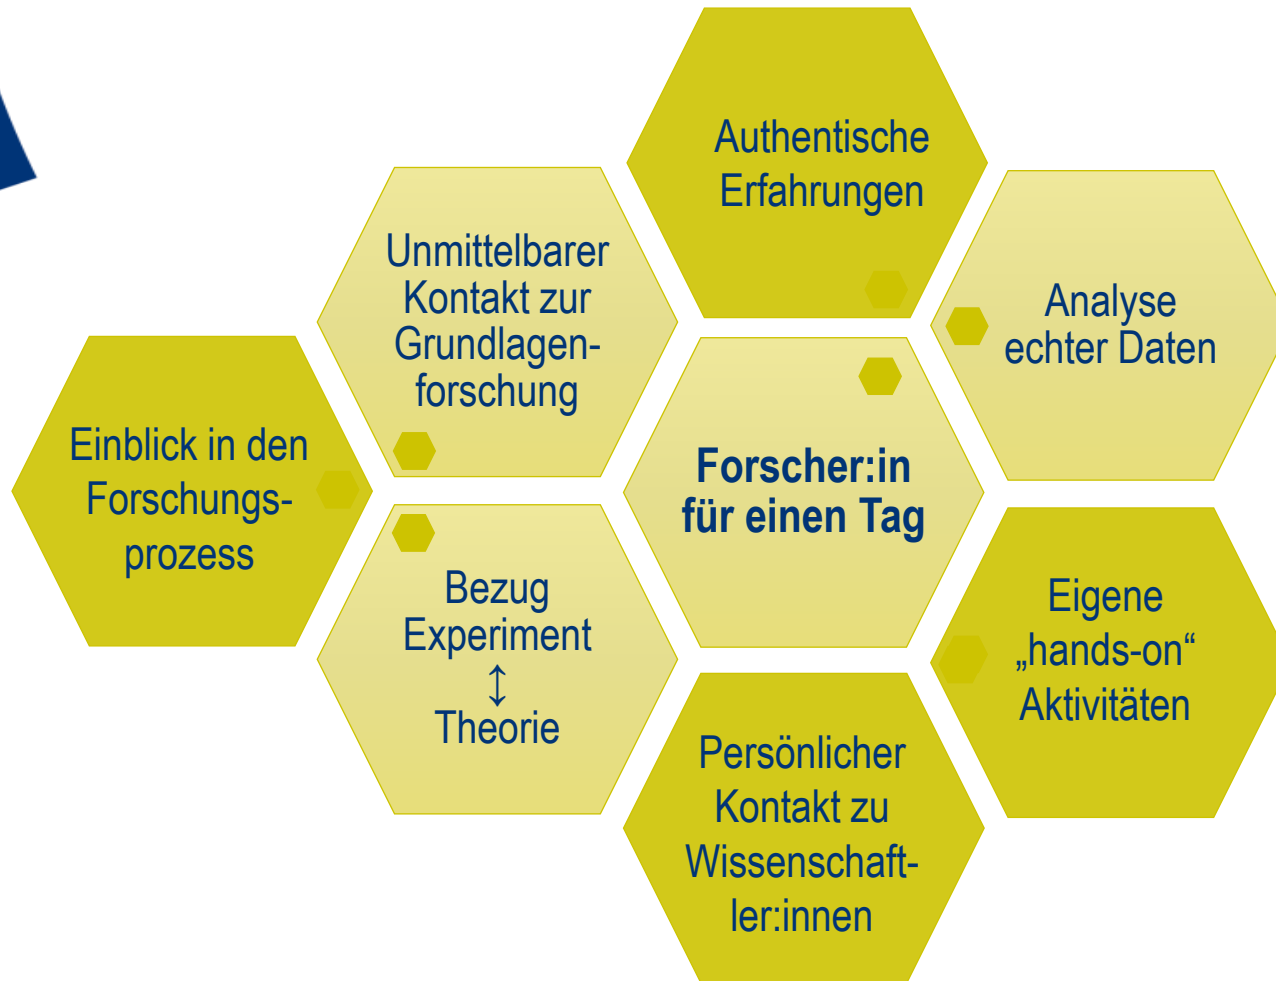 Authentische
Erfahrungen
Unmittelbarer
Kontakt zur
Grundlagen-
forschung
Analyse
echter Daten
Einblick in den
Forschungs-
prozess
Forscher:in
für einen Tag
Bezug
Experiment
↕
Theorie
Eigene
„hands-on“
Aktivitäten
Persönlicher
Kontakt zu
Wissenschaft-
ler:innen